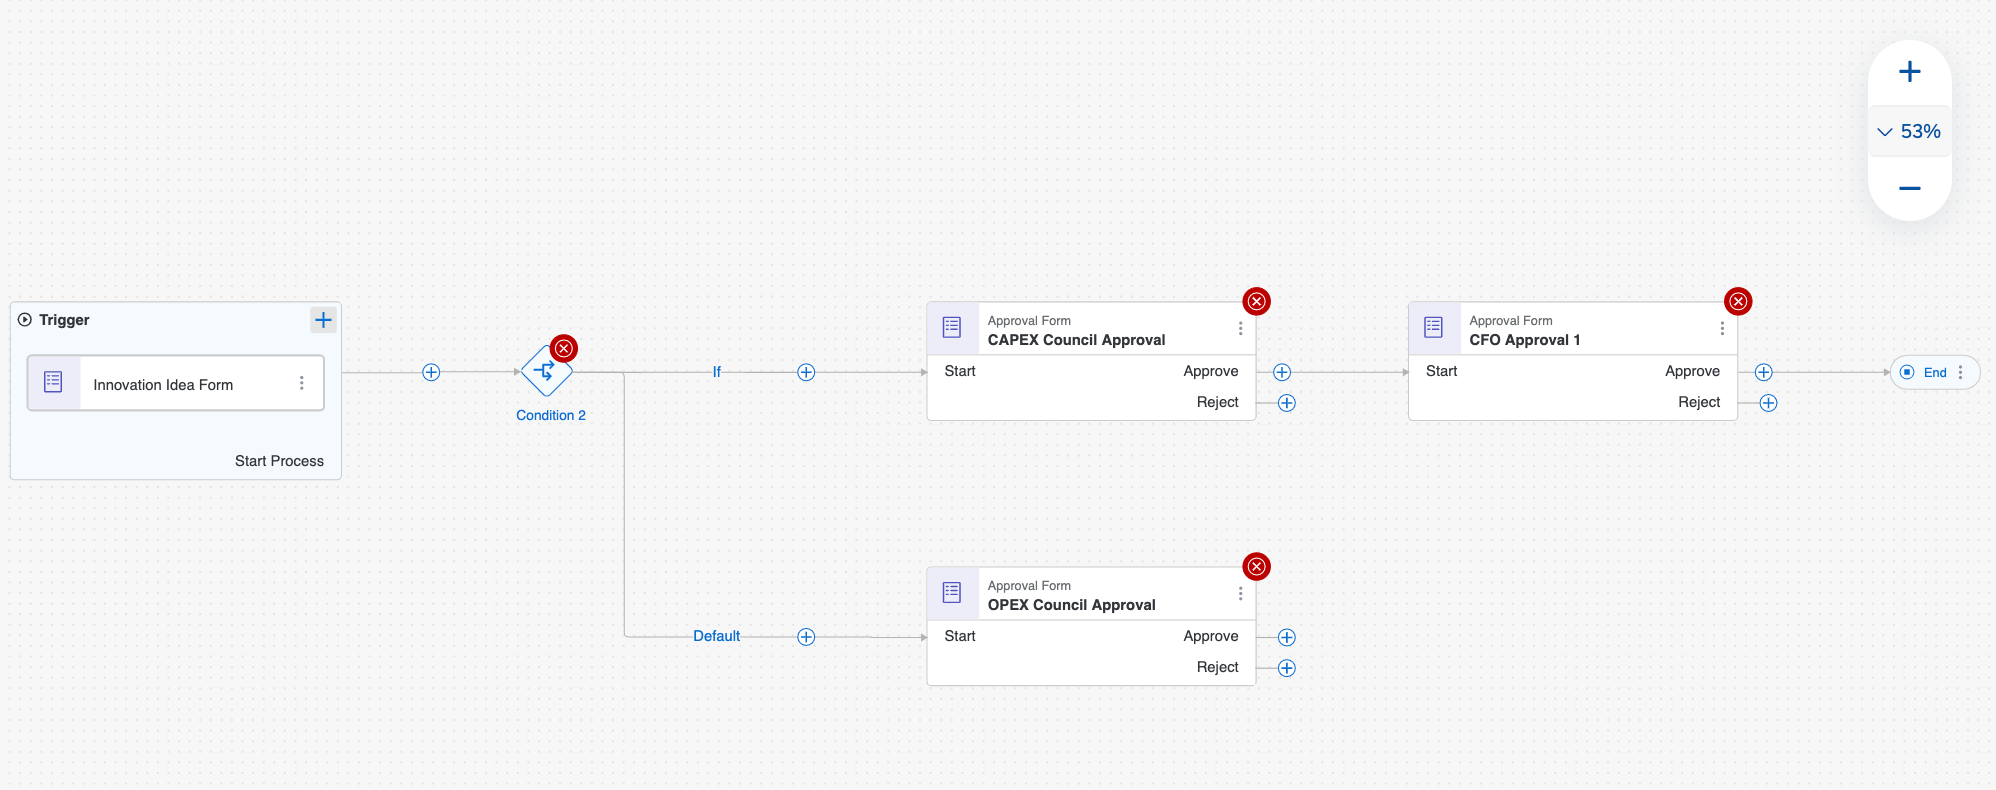 53%
Trigger
Innovation Idea Form
Start Process
Condition 2
If
Approval Form
CAPEX Council Approval
Start
Approve
Reject
Approval Form
CFO Approval 1
Start
Approve
Reject
End
Default
Approval Form
OPEX Council Approval
Start
Approve
Reject